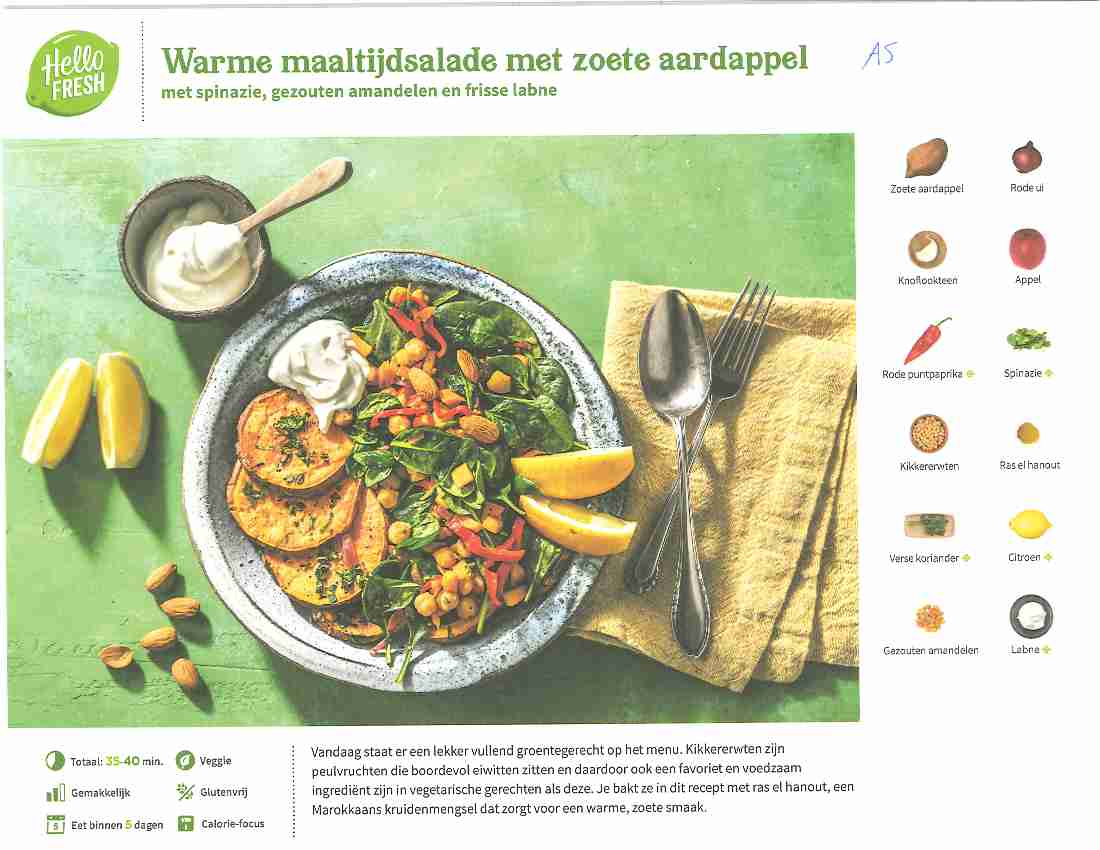 Hello
FRESH
Warme maaltijdsalade met zoete aardappel
met spinazie, gezouten amandelen en frisse labne
A5
Zoete aardappel
Rode ui
Knoflookteen
Appel
Rode puntpaprika
Spinazie
Kikkererwten
Ras el hanout
Verse koriander
Citroen
Gezouten amandelen
Labne
Totaal: 35-40 min.
Veggie
Gemakkelijk
Glutenvrij
5
Eet binnen 5 dagen
Calorie-focus
Vandaag staat er een lekker vullend groentegerecht op het menu. Kikkererwten zijn
peulvruchten die boordevol eiwitten zitten en daardoor ook een favoriet en voedzaam
ingrediënt zijn in vegetarische gerechten als deze. Je bakt ze in dit recept met ras el hanout, een
Marokkaans kruidenmengsel dat zorgt voor een warme, zoete smaak.